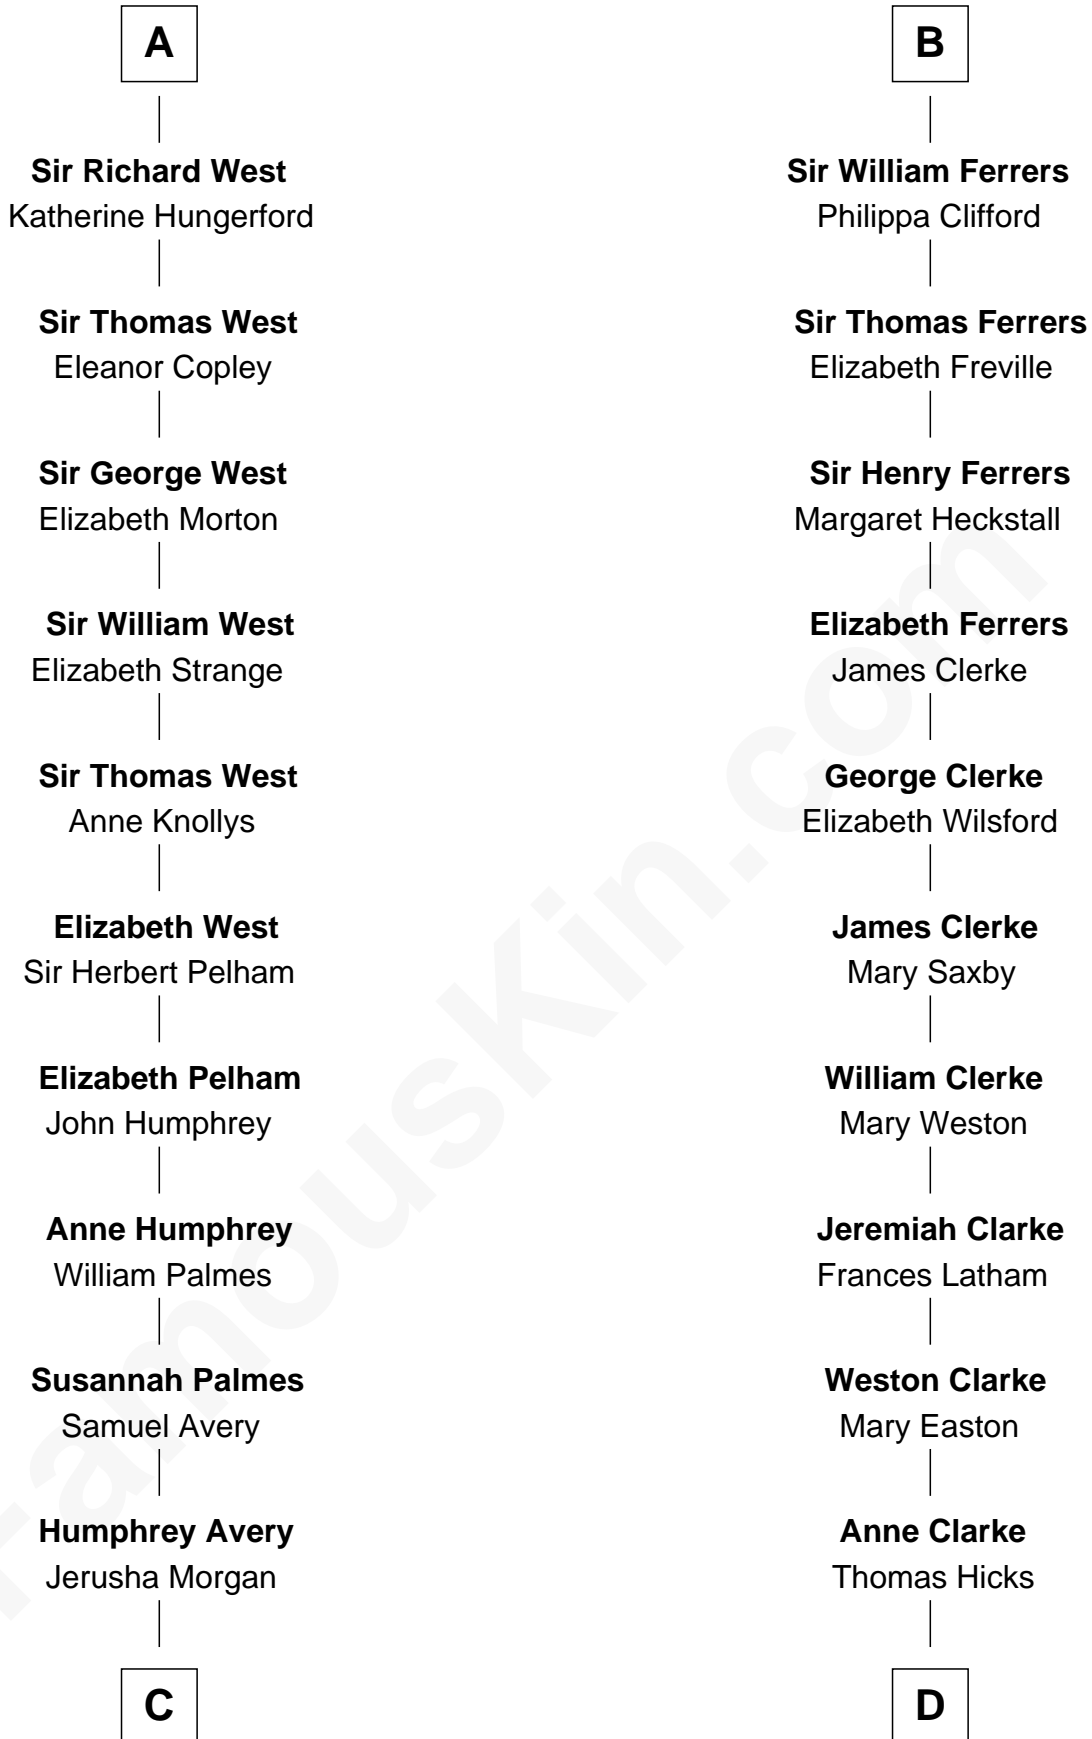 A
Sir Richard West
Katherine Hungerford
Sir Thomas West
Eleanor Copley
Sir George West
Elizabeth Morton
Sir William West
Elizabeth Strange
Sir Thomas West
Anne Knollys
Elizabeth West
Sir Herbert Pelham
Elizabeth Pelham
John Humphrey
Anne Humphrey
William Palmes
Susannah Palmes
Samuel Avery
Humphrey Avery
Jerusha Morgan
C
B
Sir William Ferrers
Philippa Clifford
Sir Thomas Ferrers
Elizabeth Freville
Sir Henry Ferrers
Margaret Heckstall
Elizabeth Ferrers
James Clerke
George Clerke
Elizabeth Wilsford
James Clerke
Mary Saxby
William Clerke
Mary Weston
Jeremiah Clarke
Frances Latham
Weston Clarke
Mary Easton
Anne Clarke
Thomas Hicks
D
FamousKin.com